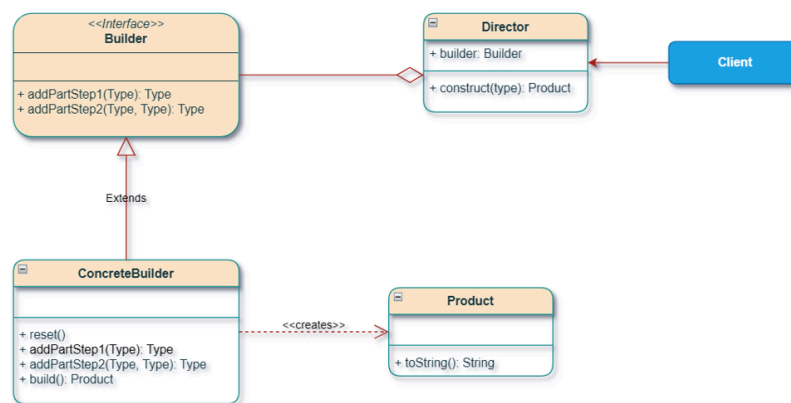 <<Interface>>
Builder
+ addPartStep1(Type): Type
+ addPartStep2(Type, Type): Type
Director
+ builder: Builder
+ construct(type): Product
Client
Extends
ConcreteBuilder
+ reset()
+ addPartStep1(Type): Type
+ addPartStep2(Type, Type): Type
+ build(): Product
<<creates>>
Product
+ toString(): String